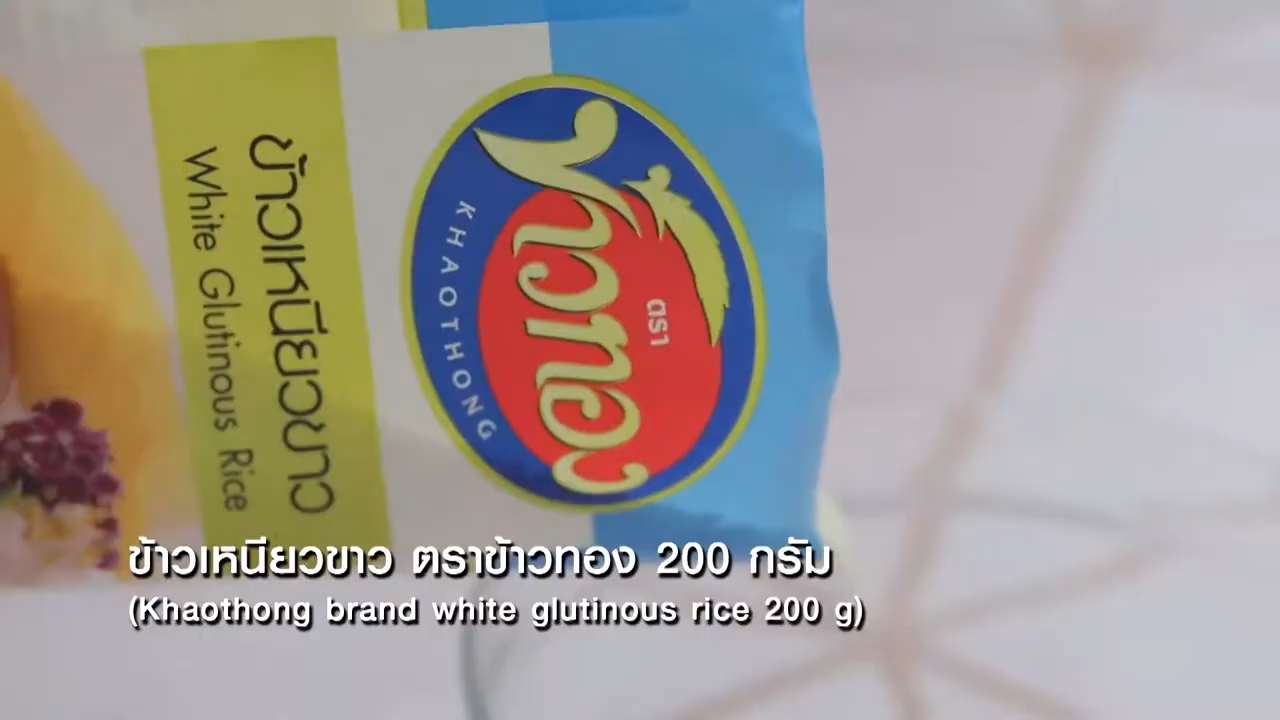 ตรา
ข้าวทอง
KHAOTHONG
ข้าวเหนียวขาว
White Glutinous Rice
ข้าวเหนียวขาว ตราข้าวทอง 200 กรัม
(Khaothong brand white glutinous rice 200 g)